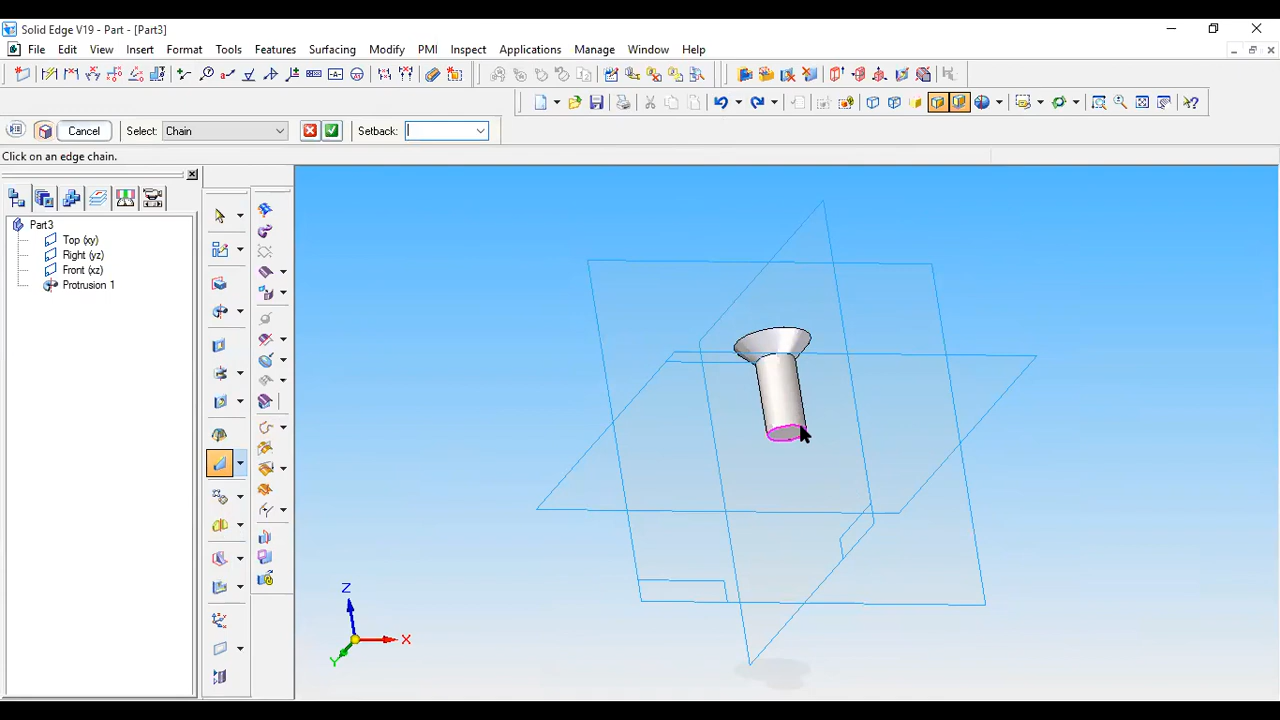 Solid Edge V19 - Part - [Part3]
File Edit View Insert Format Tools Features Surfacing Modify PMI Inspect Applications Manage Window Help
Cancel Select: Chain Setback:
Click on an edge chain.
Part3
Top (xy)
Right (yz)
Front (xz)
Protrusion 1
Z
X
Y